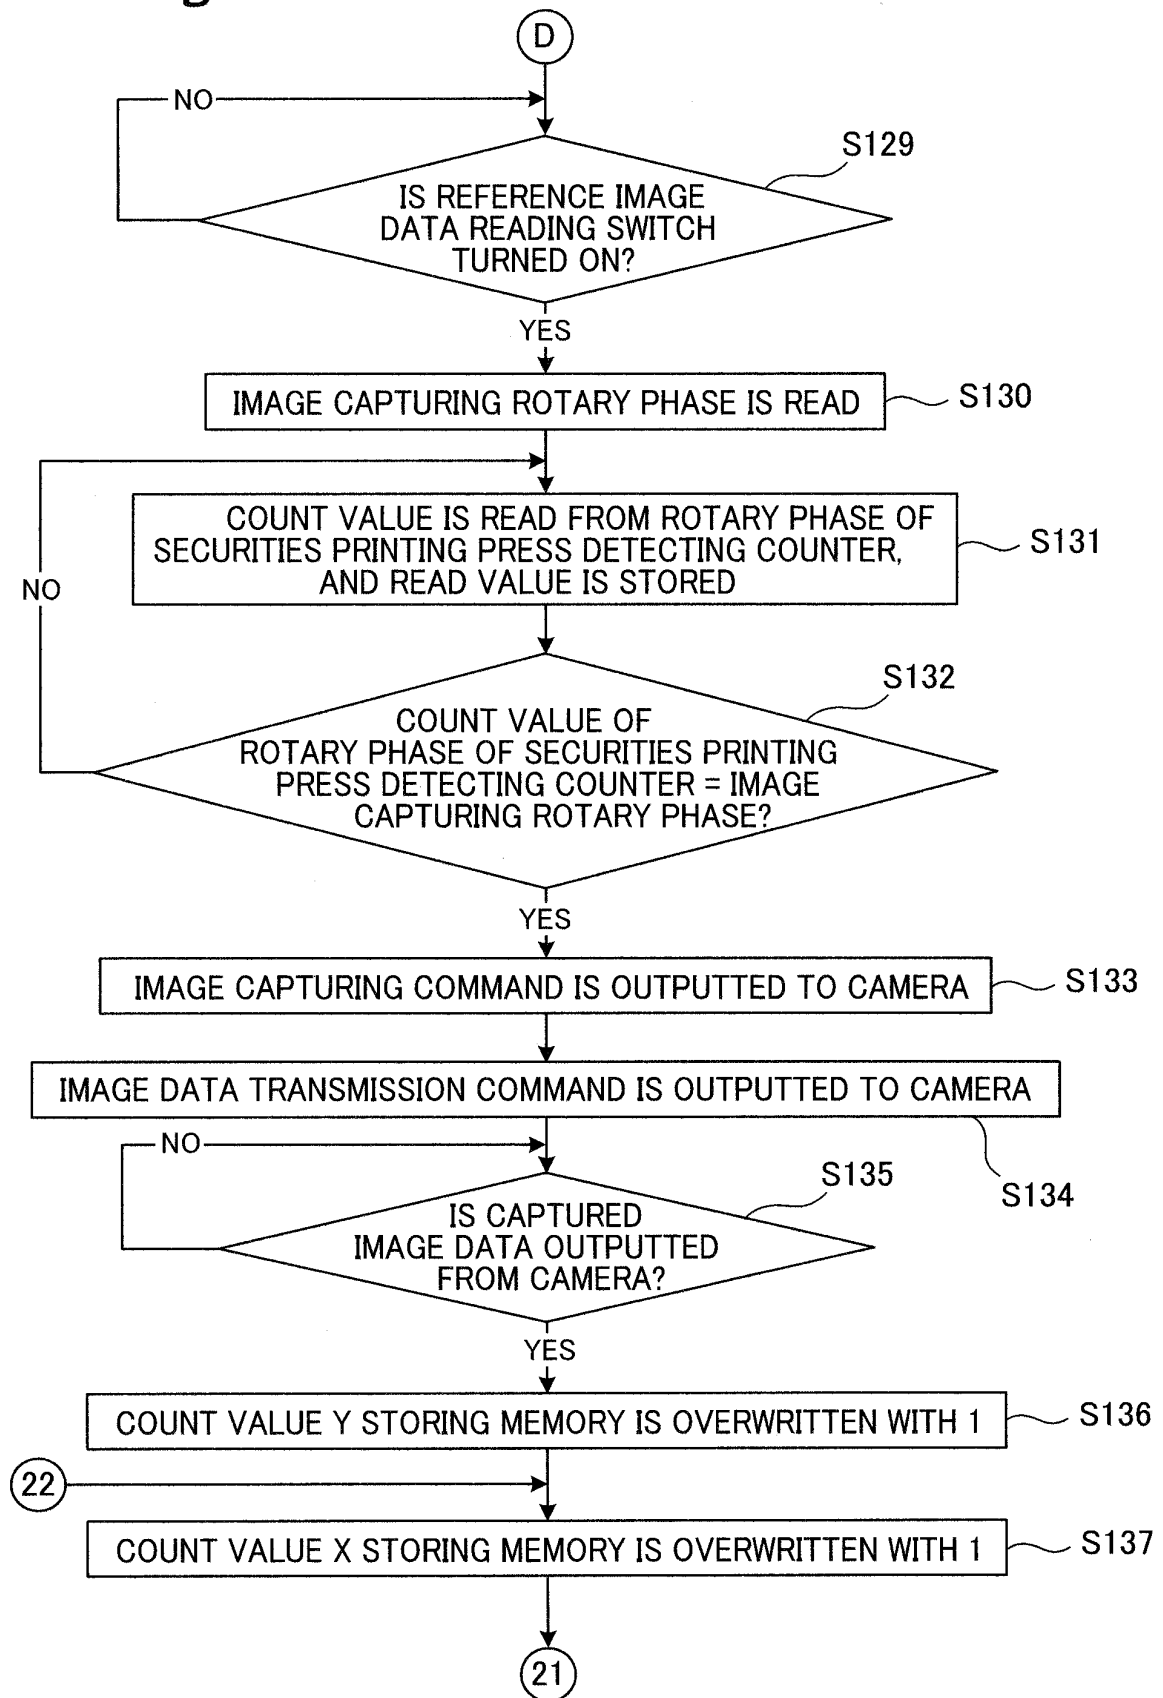 D
NO
S129
IS REFERENCE IMAGE
DATA READING SWITCH
TURNED ON?
YES
IMAGE CAPTURING ROTARY PHASE IS READ
S130
COUNT VALUE IS READ FROM ROTARY PHASE OF
SECURITIES PRINTING PRESS DETECTING COUNTER,
AND READ VALUE IS STORED
S131
NO
S132
COUNT VALUE OF
ROTARY PHASE OF SECURITIES PRINTING
PRESS DETECTING COUNTER = IMAGE
CAPTURING ROTARY PHASE?
YES
IMAGE CAPTURING COMMAND IS OUTPUTTED TO CAMERA
S133
IMAGE DATA TRANSMISSION COMMAND IS OUTPUTTED TO CAMERA
S134
NO
S135
IS CAPTURED
IMAGE DATA OUTPUTTED
FROM CAMERA?
YES
COUNT VALUE Y STORING MEMORY IS OVERWRITTEN WITH 1
S136
22
COUNT VALUE X STORING MEMORY IS OVERWRITTEN WITH 1
S137
21